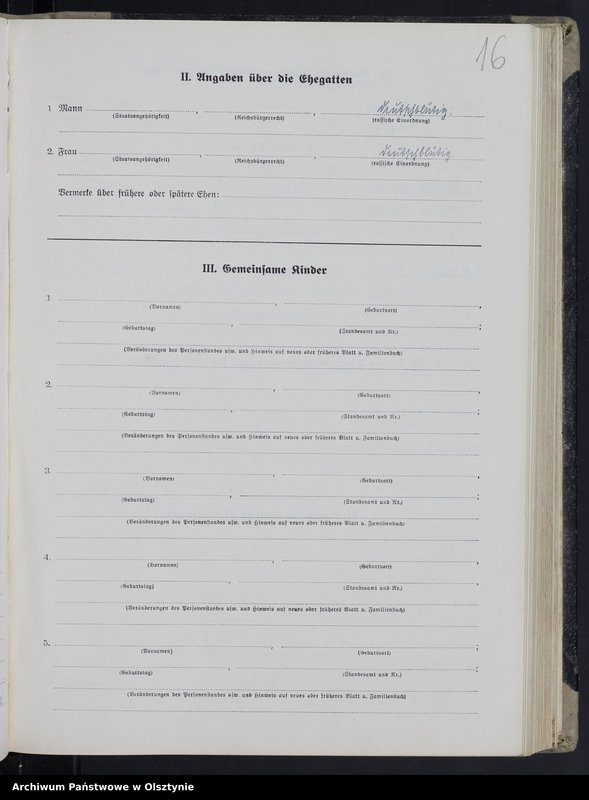 16
II. Angaben über die Ehegatten
1 Mann , , deutschblütig.
(Staatsangehörigkeit) (Reichsbürgerrecht) (rassische Einordnung)
2. Frau , , deutschblütig.
(Staatsangehörigkeit) (Reichsbürgerrecht) (rassische Einordnung)
Vermerke über frühere oder spätere Ehen:
III. Gemeinsame Kinder
1 , ,
(Vornamen) (Geburtsort)
, ;
(Geburtstag) (Standesamt und Nr.)
(Veränderungen des Personenstandes usw. und Hinweis auf neues oder früheres Blatt u. Familienbuch)
2. , ,
(Vornamen) (Geburtsort)
, ;
(Geburtstag) (Standesamt und Nr.)
(Veränderungen des Personenstandes usw. und Hinweis auf neues oder früheres Blatt u. Familienbuch)
3. , ,
(Vornamen) (Geburtsort)
, ;
(Geburtstag) (Standesamt und Nr.)
(Veränderungen des Personenstandes usw. und Hinweis auf neues oder früheres Blatt u. Familienbuch)
4. , ,
(Vornamen) (Geburtsort)
, ;
(Geburtstag) (Standesamt und Nr.)
(Veränderungen des Personenstandes usw. und Hinweis auf neues oder früheres Blatt u. Familienbuch)
5. , ;
(Vornamen) (Geburtsort)
, ;
(Geburtstag) (Standesamt und Nr.)
(Veränderungen des Personenstandes usw. und Hinweis auf neues oder früheres Blatt u. Familienbuch)
Archiwum Państwowe w Olsztynie